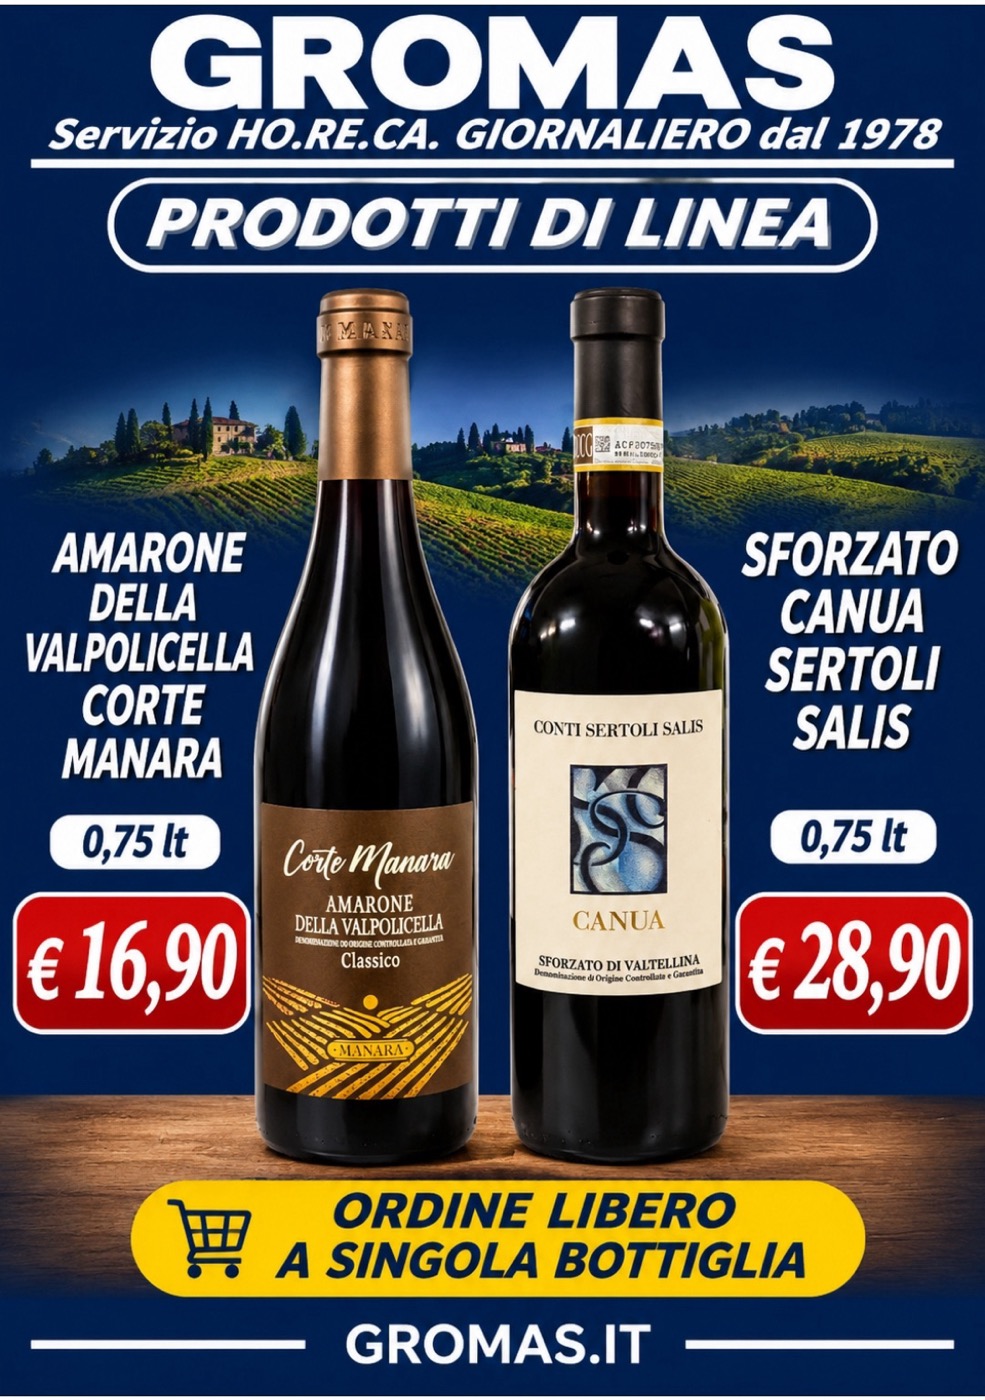 GROMAS
Servizio HO.RE.CA. GIORNALIERO dal 1978
PRODOTTI DI LINEA
AMARONE
DELLA
VALPOLICELLA
CORTE
MANARA
0,75 lt
€ 16,90
MANA
DOCG
Corte Manara
AMARONE
DELLA VALPOLICELLA
Classico
MANARA
CONTI SERTOLI SALIS
CANUA
SFORZATO DI VALTELLINA
Denominazione di Origine Controllata e Garantita
SFORZATO
CANUA
SERTOLI
SALIS
0,75 lt
€ 28,90
ORDINE LIBERO
A SINGOLA BOTTIGLIA
GROMAS.IT